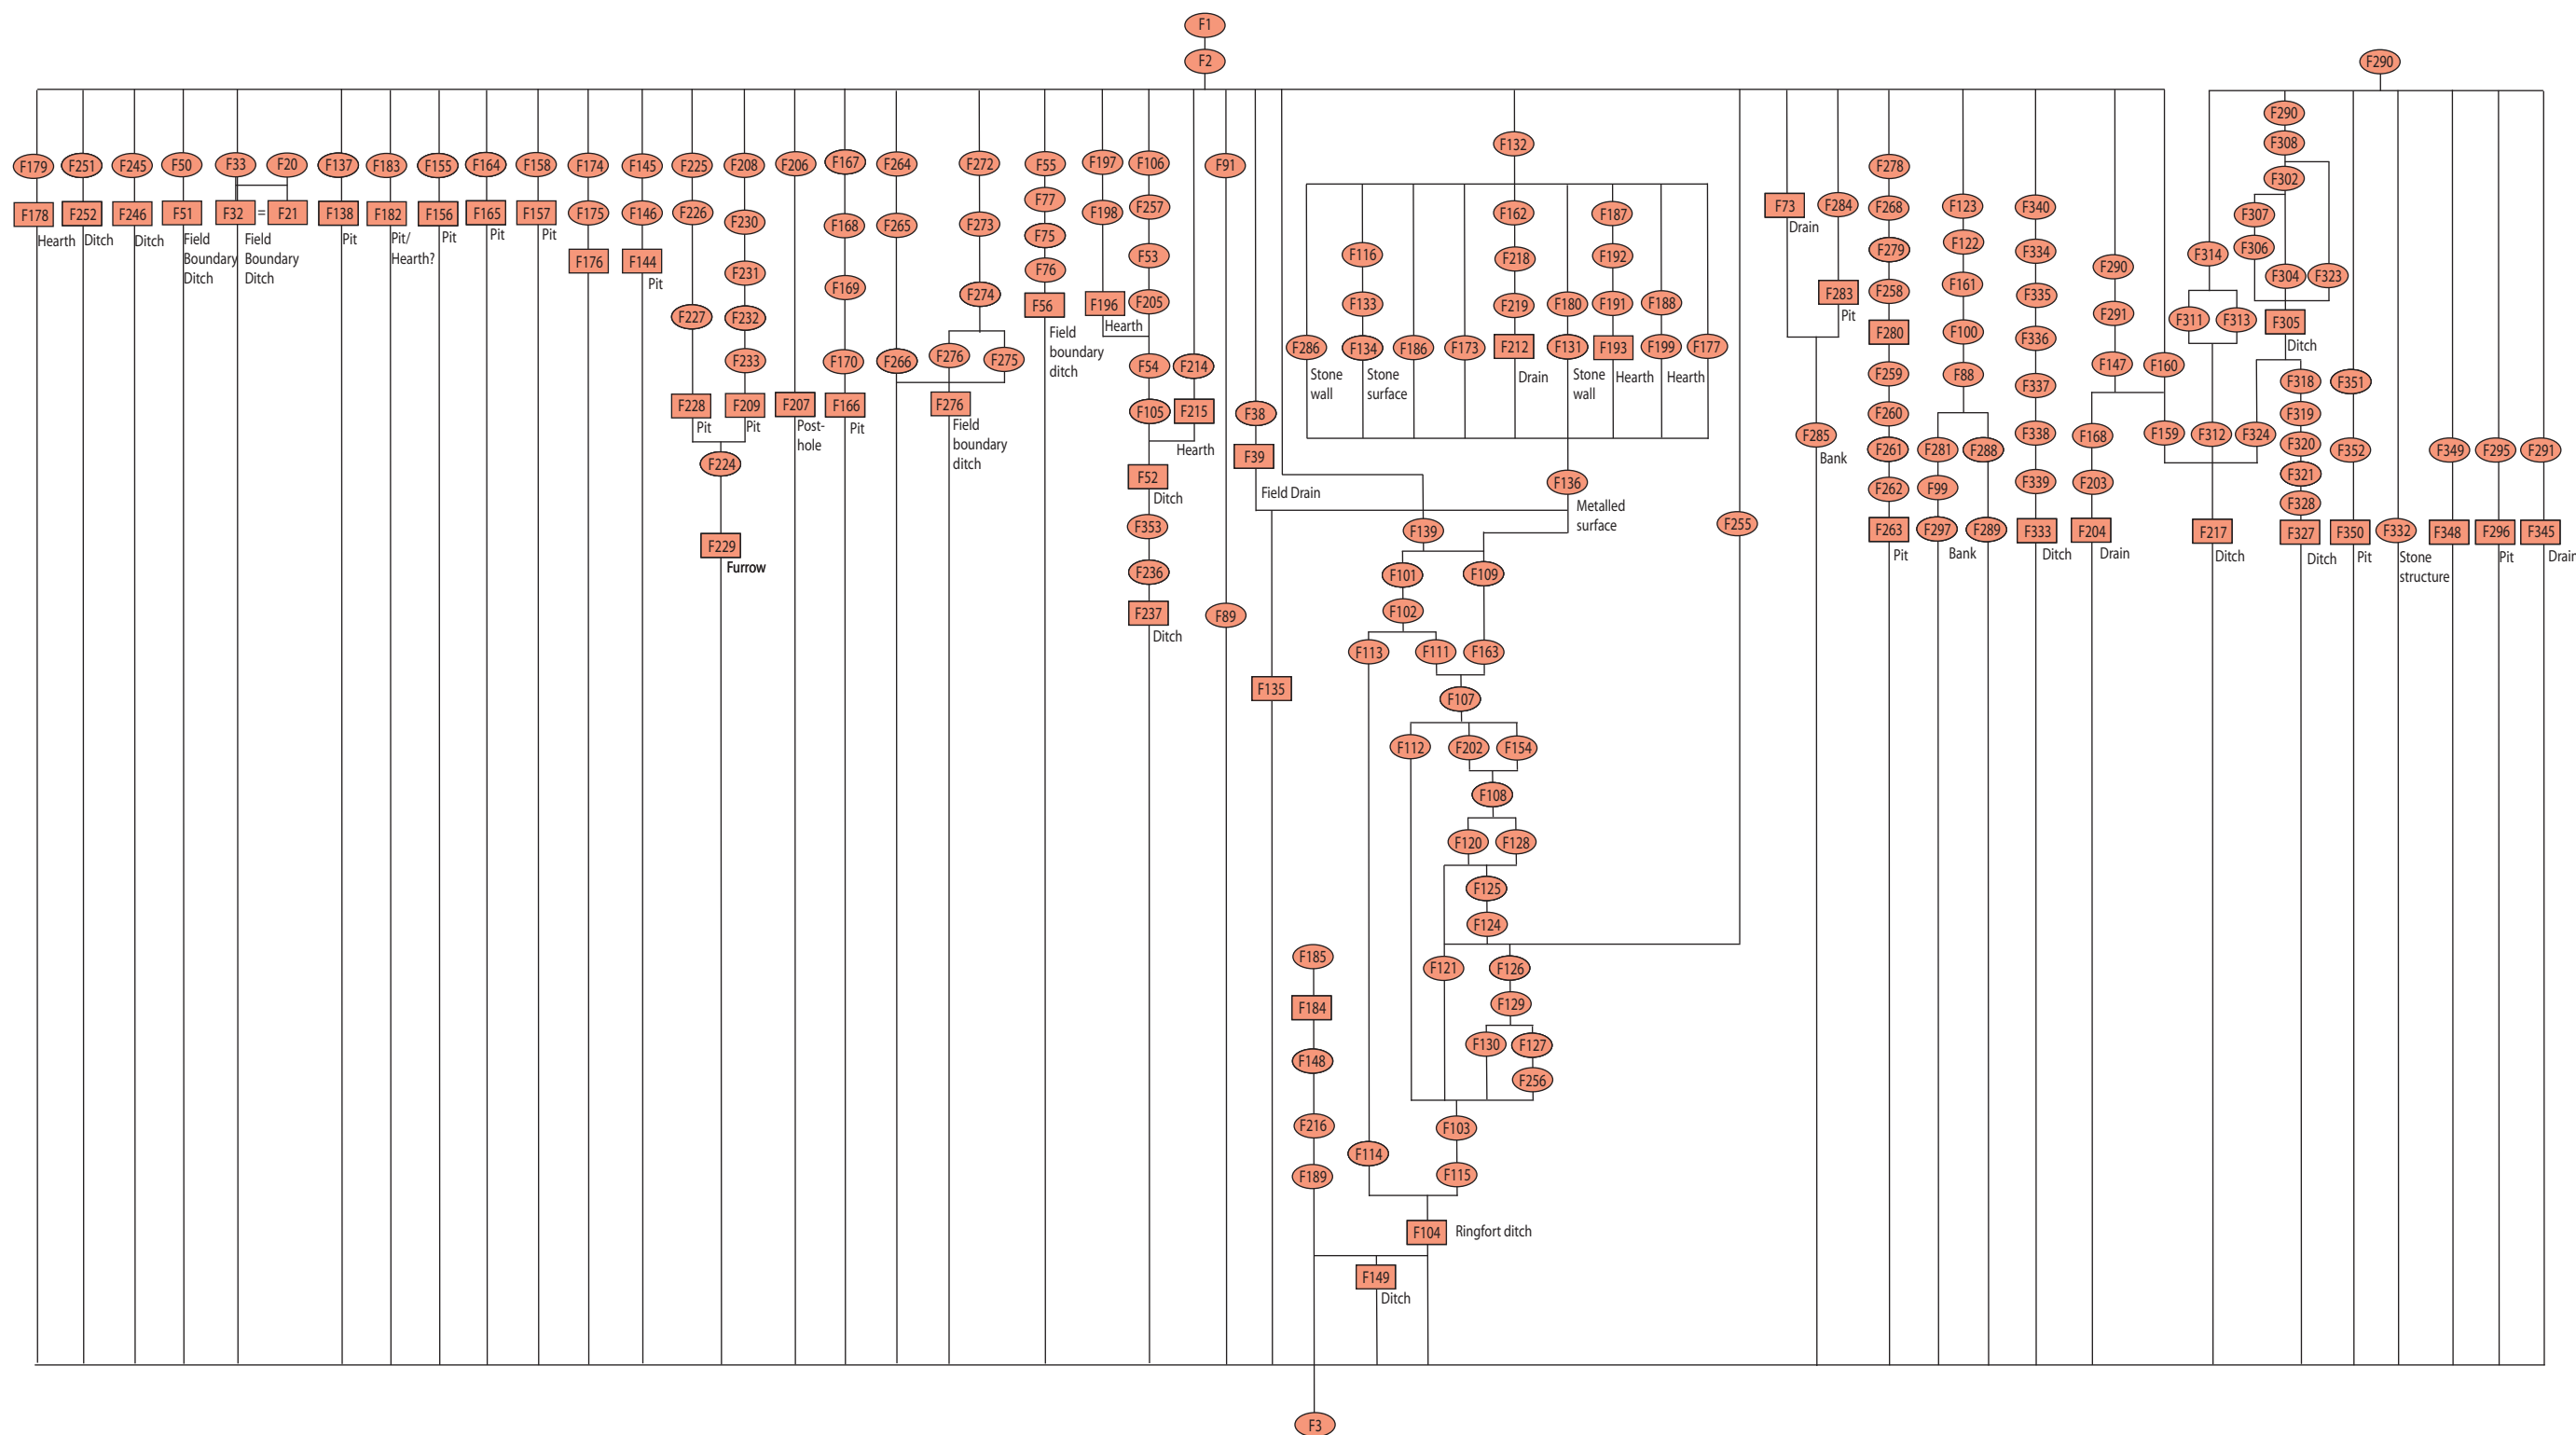 F1
F2
F290
F290
F308
F132
F179
F251
F245
F50
F33
F20
F137
F183
F155
F164
F158
F174
F145
F225
F208
F206
F167
F264
F272
F55
F197
F106
F91
F278
F302
F77
F73
F284
F268
F123
F340
F307
F178
F252
F246
F51
F32
=
F21
F138
F182
F156
F165
F157
F175
F146
F226
F230
F168
F265
F273
F198
F257
F162
F187
Hearth
Ditch
Ditch
Field
Boundary
Ditch
Field
Boundary
Ditch
Pit
Pit/
Hearth?
Pit
Pit
Pit
F176
F144
Pit
F231
F75
F53
F116
F218
F192
Drain
F279
F122
F334
F306
F314
F290
F169
F274
F76
F304
F323
F283
Pit
F258
F161
F335
F56
Field
boundary
ditch
F196
Hearth
F205
F133
F219
F180
F191
F188
F227
F232
F291
F311
F313
F305
Ditch
F280
F100
F336
F286
Stone
wall
F134
Stone
surface
F186
F173
F212
Drain
F131
Stone
wall
F193
Hearth
F199
Hearth
F177
F233
F170
F266
F276
F275
F54
F214
F259
F88
F337
F147
F160
F318
F351
F228
Pit
F209
Pit
F207
Post-
hole
F166
Pit
F276
Field
boundary
ditch
F105
F215
Hearth
F38
F260
F319
F285
Bank
F338
F168
F159
F312
F324
F320
F39
Field Drain
F261
F281
F288
F352
F349
F295
F291
F224
F52
Ditch
F136
Metalled
surface
F262
F99
F339
F203
F321
F328
F229
Furrow
F353
F139
F255
F263
Pit
F297
Bank
F289
F333
Ditch
F204
Drain
F217
Ditch
F327
Ditch
F350
Pit
F332
Stone
structure
F348
F296
Pit
F345
Drain
F236
F101
F109
F237
Ditch
F89
F102
F113
F111
F163
F135
F107
F112
F202
F154
F108
F120
F128
F125
F124
F185
F121
F126
F184
F129
F148
F130
F127
F256
F216
F103
F114
F189
F115
F104
Ringfort ditch
F149
Ditch
F3